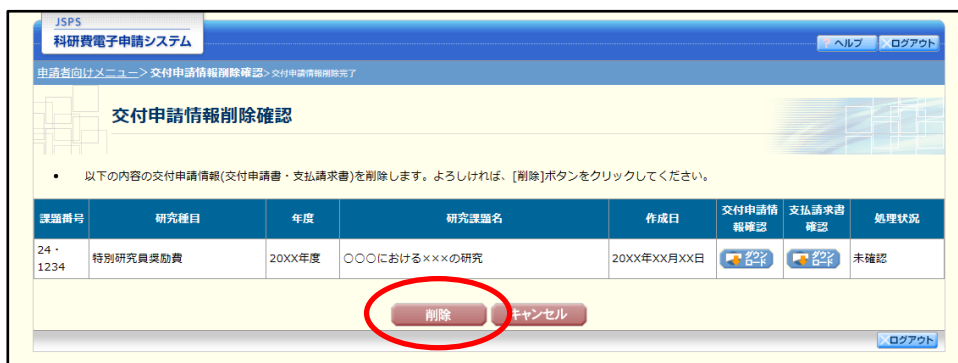 JSPS
科研費電子申請システム
ヘルプ ログアウト
申請者向けメニュー>交付申請情報削除確認>交付申請情報削除完了
交付申請情報削除確認
• 以下の内容の交付申請情報(交付申請書・支払請求書)を削除します。よろしければ、[削除]ボタンをクリックしてください。
課題番号 研究種目 年度 研究課題名 作成日 交付申請情報確認 支払請求書確認 処理状況
24・1234 特別研究員奨励費 20XX年度 〇〇〇における×××の研究 20XX年XX月XX日 ダウンロード ダウンロード 未確認
削除 キャンセル
ログアウト